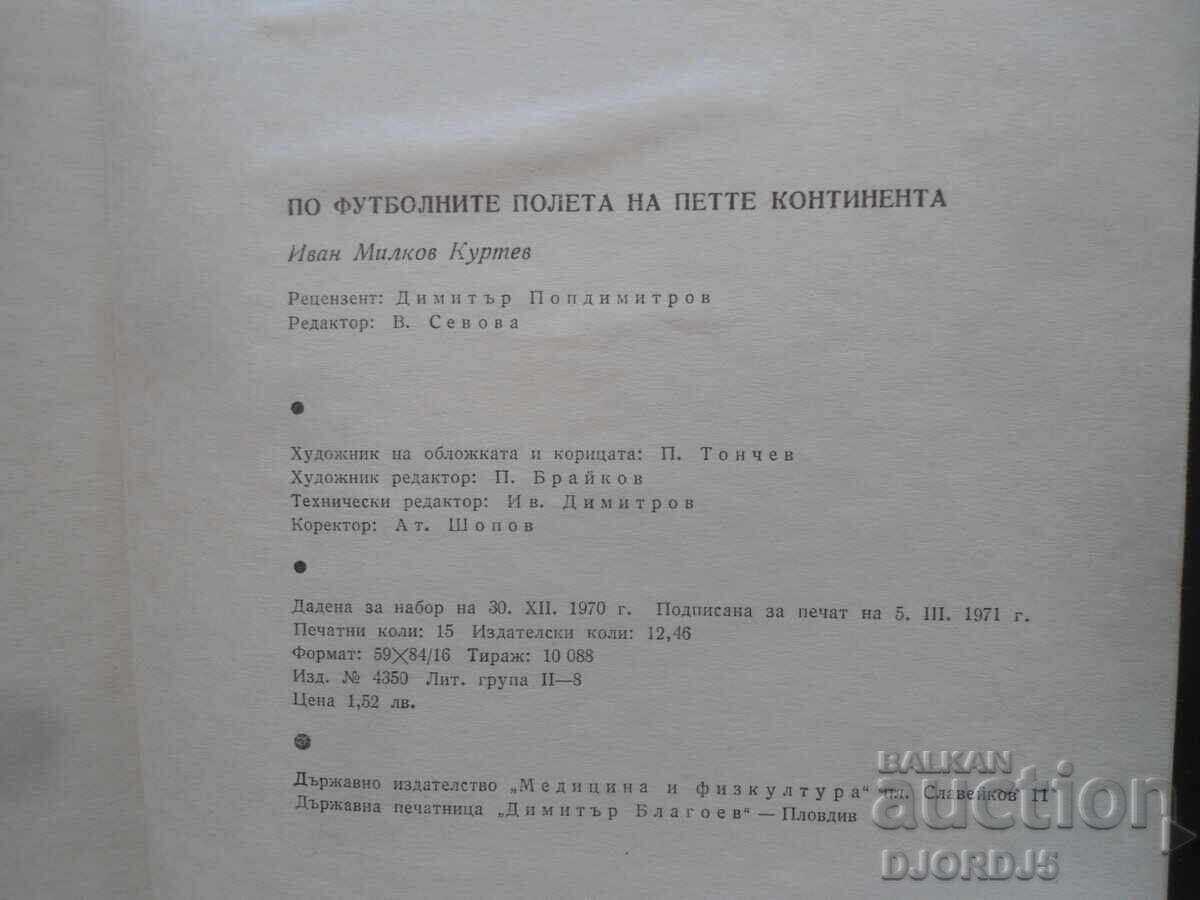 ПО ФУТБОЛНИТЕ ПОЛЕТА НА ПЕТТЕ КОНТИНЕНТА
Иван Милков Куртев
Рецензент: Димитър Попдимитров
Редактор: В. Севова
Художник на обложката и корицата: П. Тончев
Художник редактор: П. Брайков
Технически редактор: Ив. Димитров
Коректор: Ат. Шопов
Дадена за набор на 30. XII. 1970 г. Подписана за печат на 5. III. 1971 г.
Печатни коли: 15 Издателски коли: 12,46
Формат: 59×84/16 Тираж: 10 088
Изд. № 4350 Лит. група II—8
Цена 1,52 лв.
Държавно издателство „Медицина и физкултура“ пл. Славейков 11
Държавна печатница „Димитър Благоев“ — Пловдив
BALKAN
auction
DJORDJ5